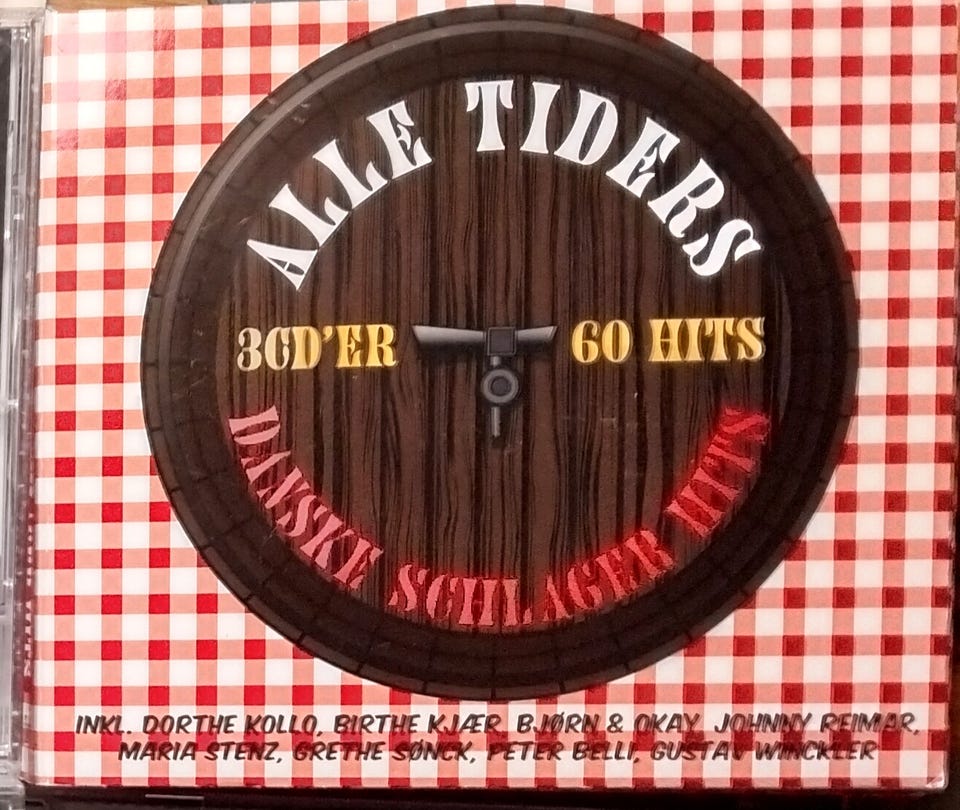 ALLE TIDERS
3CD'ER 60 HITS
DANSKE SCHLAGER HITS
INKL. DORTHE KOLLO, BIRTHE KJÆR, BJØRN & OKAY, JOHNNY REIMAR,
MARIA STENZ, GRETHE SØNCK, PETER BELLI, GUSTAV WINCKLER